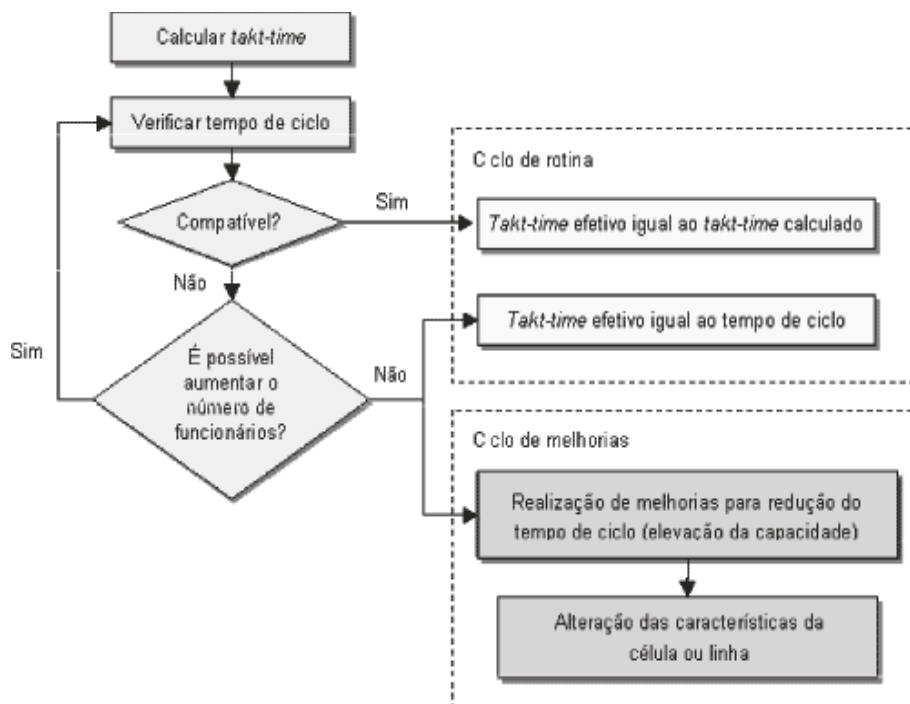 Calcular takt-time
Verificar tempo de ciclo
Compatível?
Sim
Não
É possível
aumentar o
número de
funcionários?
Sim
Não
C clo de rotina
Takt-time efetivo igual ao takt-time calculado
Takt-time efetivo igual ao tempo de ciclo
C clo de melhorias
Realização de melhorias para redução do
tempo de ciclo (elevação da capacidade)
Alteração das características da
célula ou linha